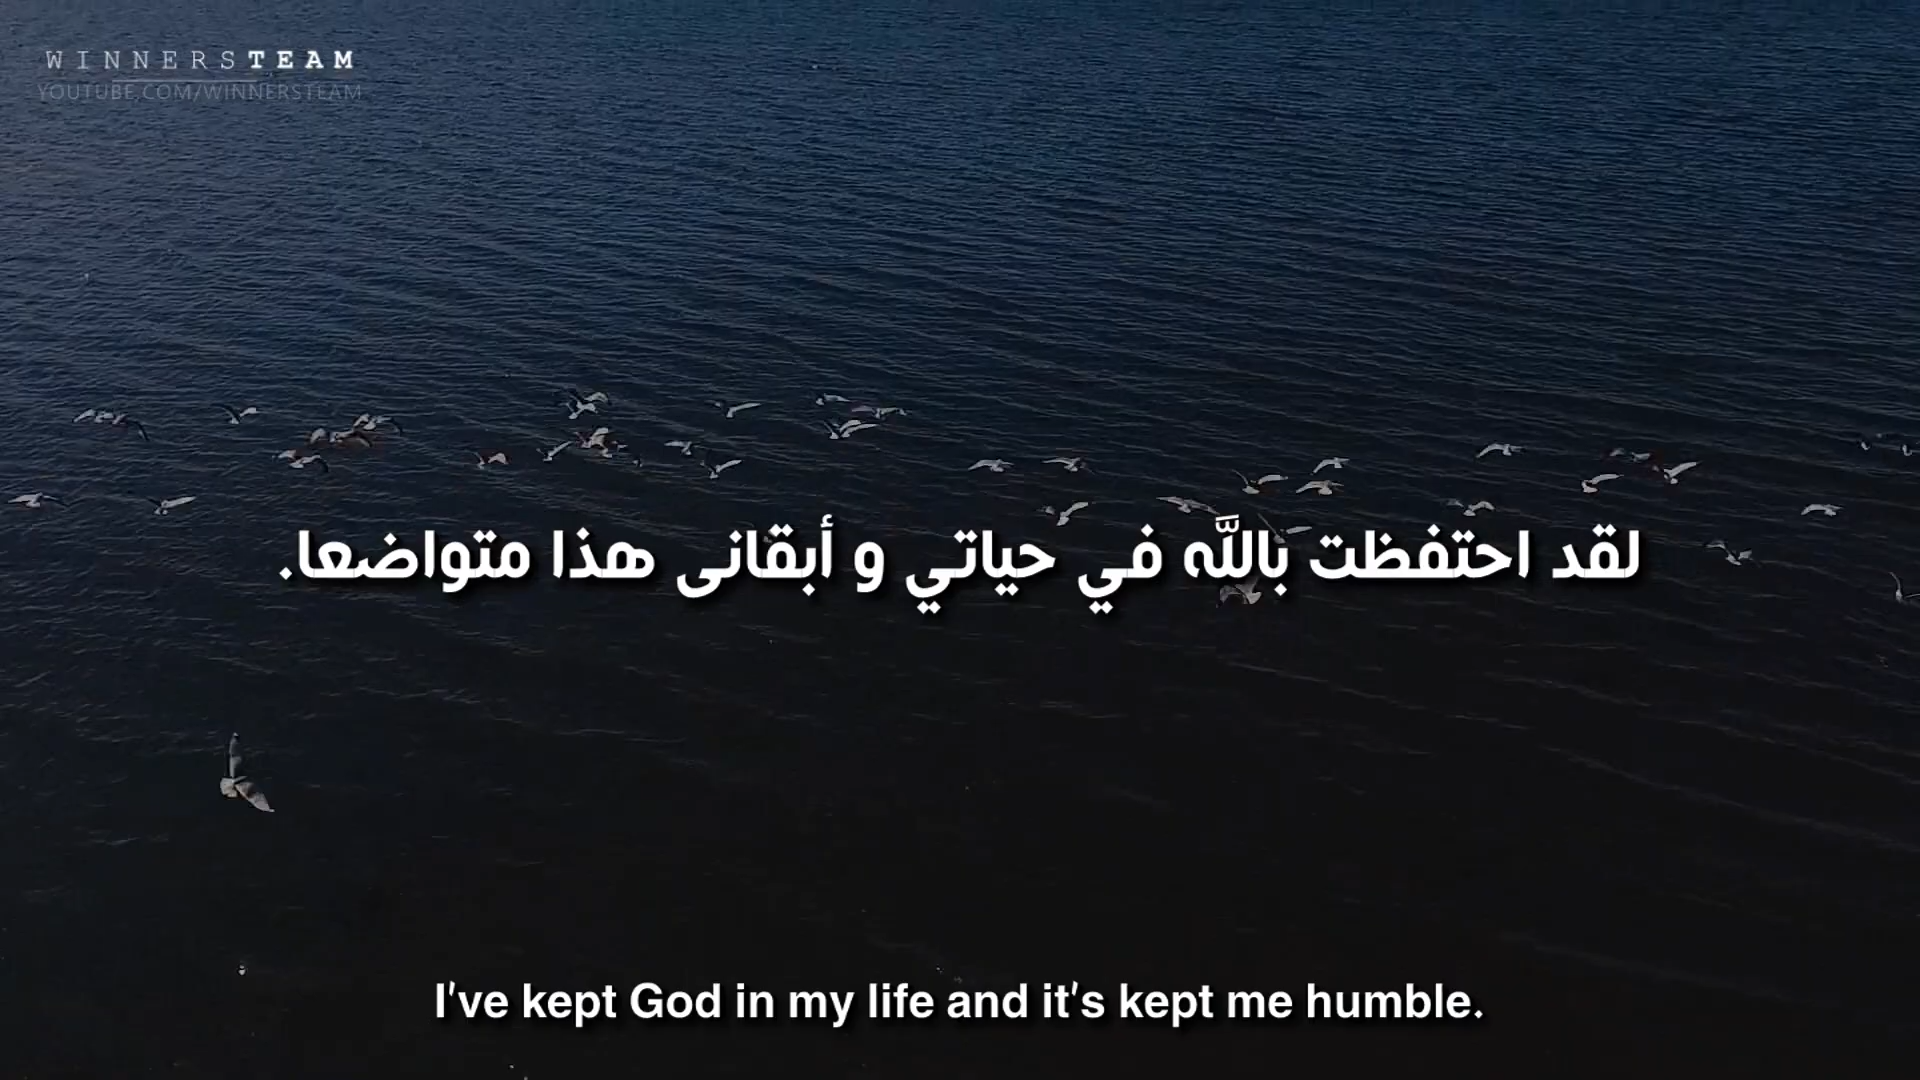 WINNERSTEAM
YOUTUBE.COM/WINNERSTEAM
لقد احتفظت باللَّه في حياتي و أبقانى هذا متواضعا.
I've kept God in my life and it's kept me humble.